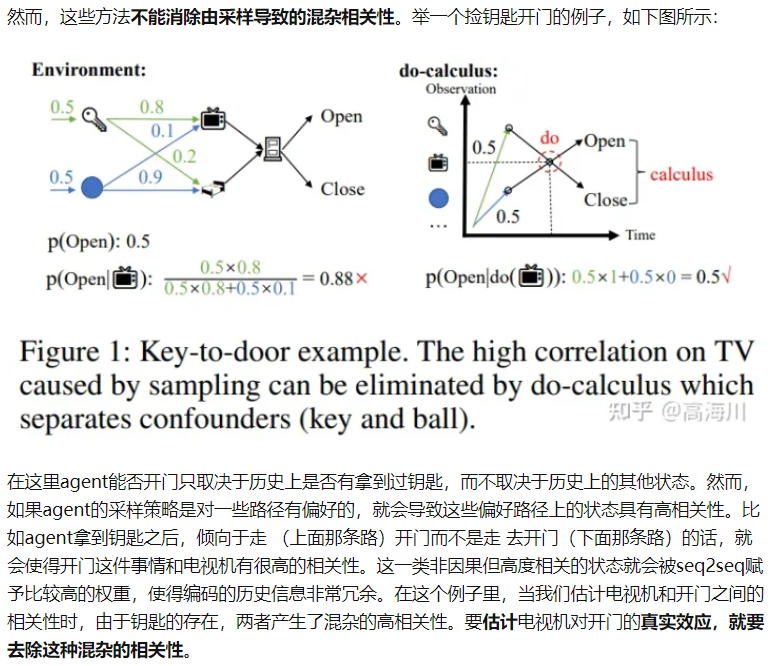 然而，这些方法不能消除由采样导致的混杂相关性。举一个捡钥匙开门的例子，如下图所示：
Environment:
0.5
0.8
0.1
0.2
0.5
0.9
Open
Close
p(Open): 0.5
p(Open|): 0.5×0.8
0.5×0.8+0.5×0.1 = 0.88×
do-calculus:
Observation
0.5
0.5
...
do
Open
Close
calculus
Time
p(Open|do()): 0.5×1+0.5×0 = 0.5√
Figure 1: Key-to-door example. The high correlation on TV
caused by sampling can be eliminated by do-calculus which
separates confounders (key and ball).
知乎 @高海川
在这里agent能否开门只取决于历史上是否有拿到过钥匙，而不取决于历史上的其他状态。然而，
如果agent的采样策略是对一些路径有偏好的，就会导致这些偏好路径上的状态具有高相关性。比
如agent拿到钥匙之后，倾向于走 （上面那条路）开门而不是走 去开门（下面那条路）的话，就
会使得开门这件事情和电视机有很高的相关性。这一类非因果但高度相关的状态就会被seq2seq赋
予比较高的权重，使得编码的历史信息非常冗余。在这个例子里，当我们估计电视机和开门之间的
相关性时，由于钥匙的存在，两者产生了混杂的高相关性。要估计电视机对开门的真实效应，就要
去除这种混杂的相关性。